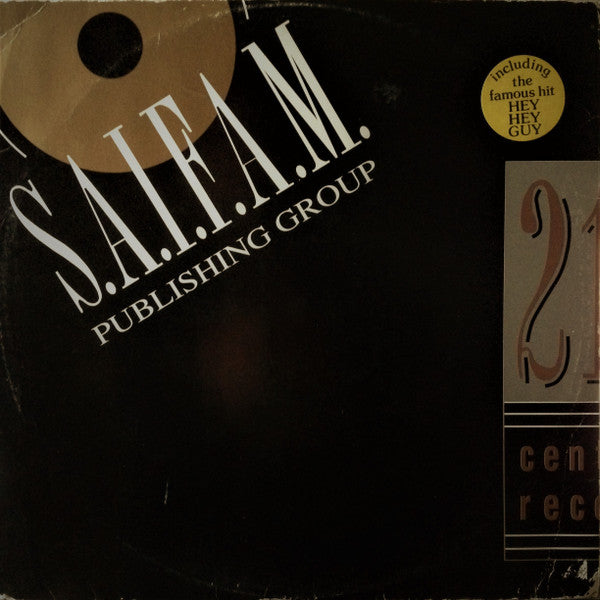 S.A.I.F.A.M.
PUBLISHING GROUP
including
the
famous hit
HEY
HEY
GUY
21
cen
rec